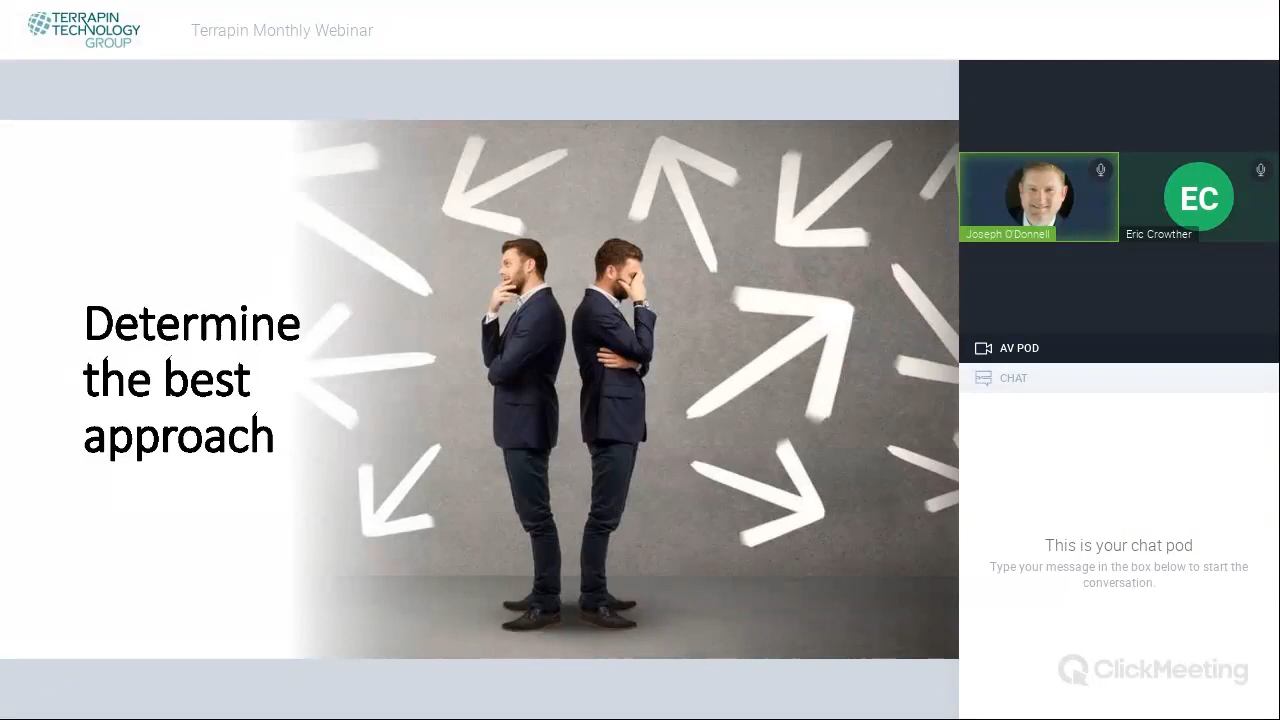 TERRAPIN
TECHNOLOGY
GROUP
Terrapin Monthly Webinar
Determine
the best
approach
Joseph O'Donnell
EC
Eric Crowther
AV POD
CHAT
This is your chat pod
Type your message in the box below to start the
conversation.
ClickMeeting